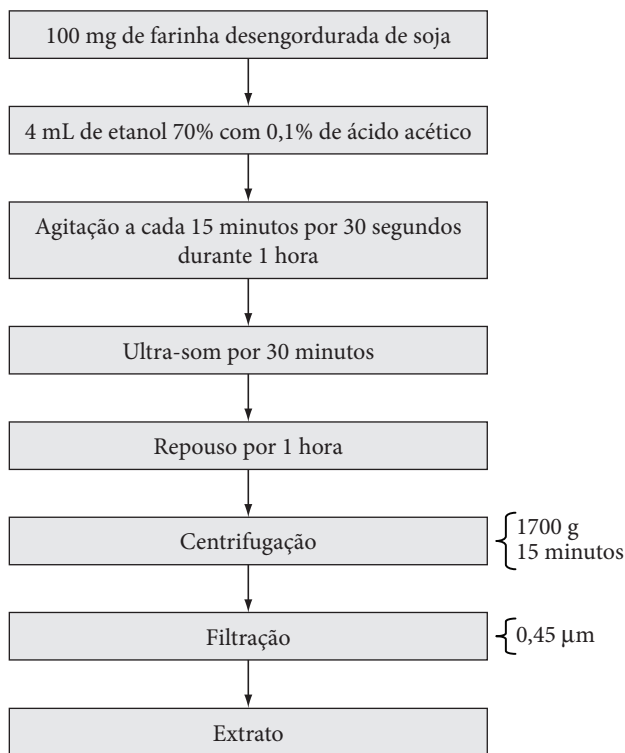 100 mg de farinha desengordurada de soja
4 mL de etanol 70% com 0,1% de ácido acético
Agitação a cada 15 minutos por 30 segundos
durante 1 hora
Ultra-som por 30 minutos
Repouso por 1 hora
Centrifugação
1700 g
15 minutos
Filtração
0,45 μm
Extrato